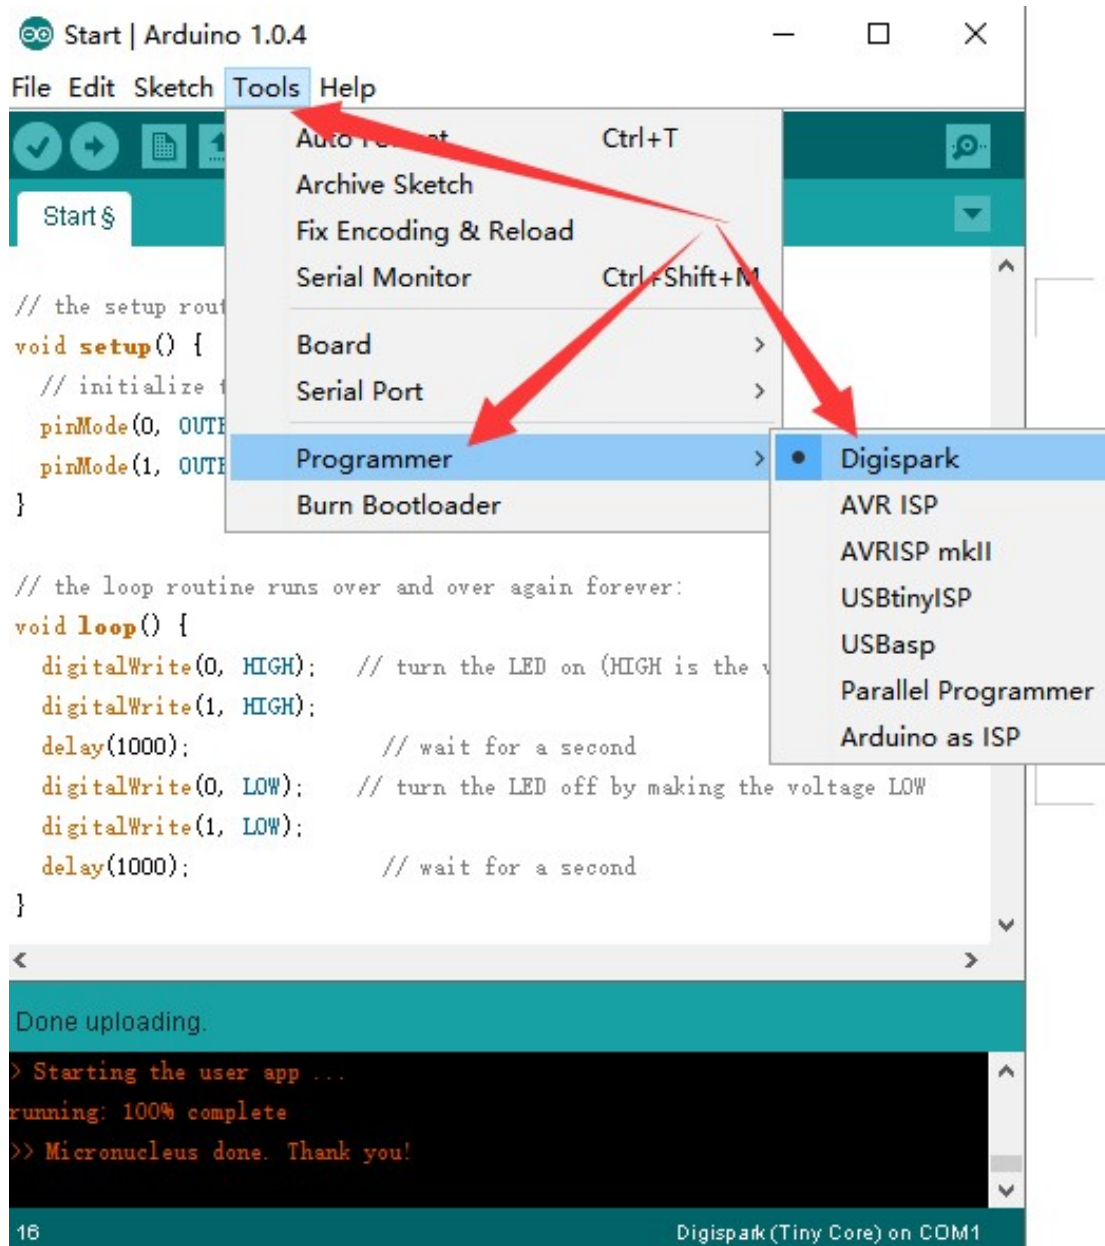 Start | Arduino 1.0.4
File Edit Sketch Tools Help
Auto Format Ctrl+T
Archive Sketch
Fix Encoding & Reload
Serial Monitor Ctrl+Shift+M
Board
Serial Port
Programmer
Burn Bootloader
Digispark
AVR ISP
AVRISP mkII
USBtinyISP
USBasp
Parallel Programmer
Arduino as ISP
Start §
// the setup
void setup() {
// initialize
pinMode(0,
pinMode(1,
}
// the loop routine runs over and over again forever:
void loop() {
digitalWrite(0, HIGH); // turn the LED on (HIGH is the
digitalWrite(1, HIGH);
delay(1000); // wait for a second
digitalWrite(0, LOW); // turn the LED off by making the voltage LOW
digitalWrite(1, LOW);
delay(1000); // wait for a second
}
Done uploading.
> Starting the user app ...
running: 100% complete
>> Micronucleus done. Thank you!
16 Digispark (Tiny Core) on COM1